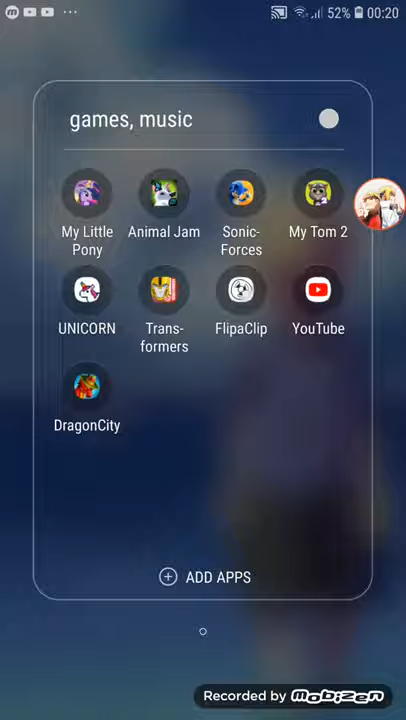 52% 00:20
games, music
My Little Pony
Animal Jam
Sonic-Forces
My Tom 2
UNICORN
Trans-formers
FlipaClip
YouTube
DragonCity
ADD APPS
Recorded by mobizen